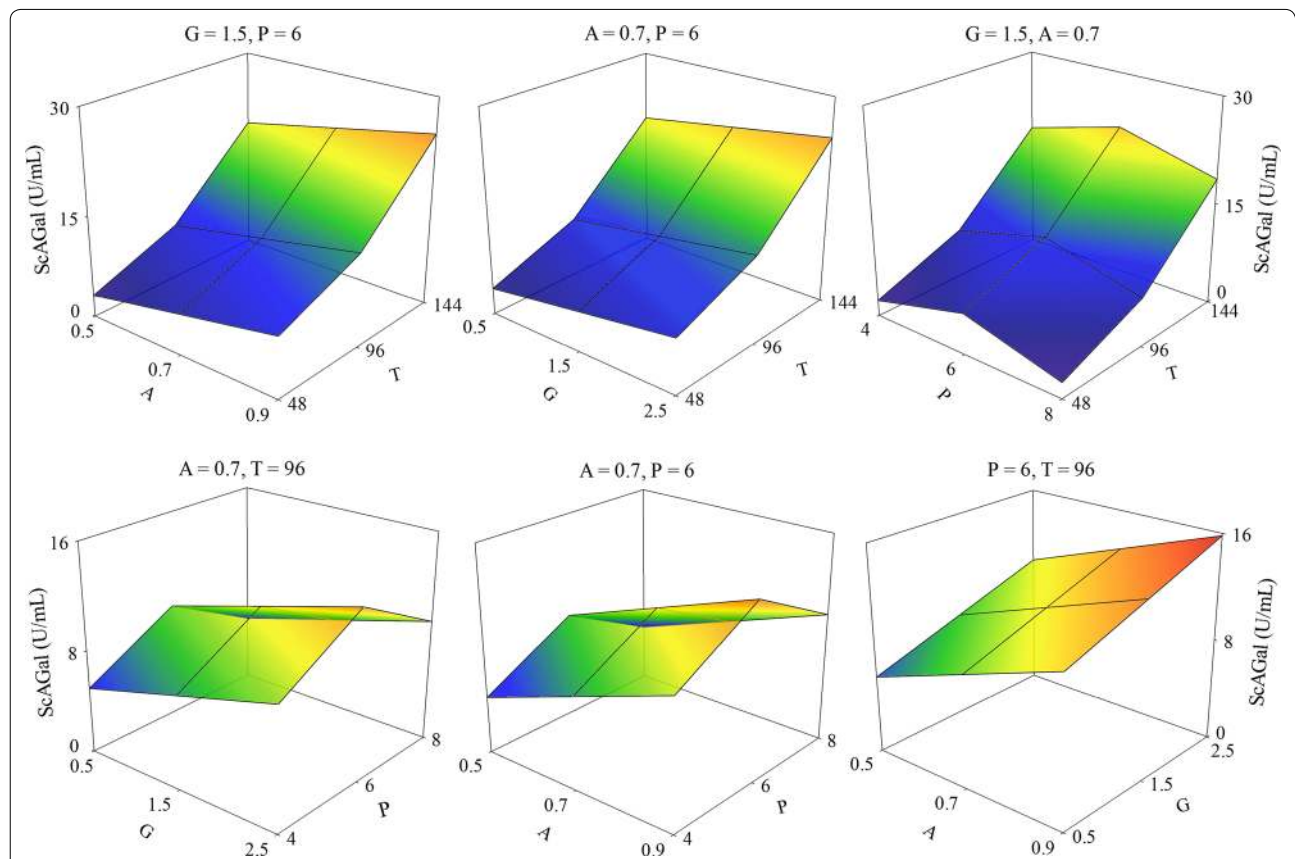 G = 1.5, P = 6
A = 0.7, P = 6
G = 1.5, A = 0.7
ScAGal (U/mL)
30
15
0
0.5
0.7
0.9
A
48
96
144
T
0.5
1.5
2.5
G
48
96
144
T
4
6
8
P
48
96
144
T
30
15
0
ScAGal (U/mL)
A = 0.7, T = 96
A = 0.7, P = 6
P = 6, T = 96
ScAGal (U/mL)
16
8
0
0.5
1.5
2.5
G
4
6
8
P
0.5
0.7
0.9
A
4
6
8
P
0.5
0.7
0.9
A
0.5
1.5
2.5
G
16
8
0
ScAGal (U/mL)